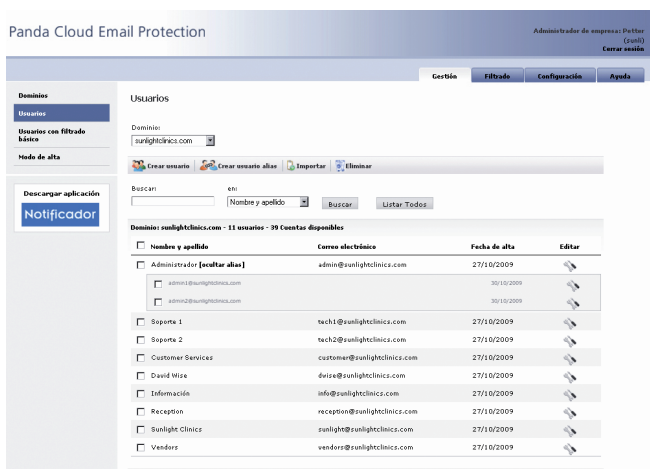 Panda Cloud Email Protection
Administrador de empresa: Petter
(sunli)
Cerrar sesión
Gestión Filtrado Configuración Ayuda
Dominios
Usuarios
Usuarios con filtrado
básico
Modo de alta
Descargar aplicación
Notificador
Usuarios
Dominio:
sunlightclinics.com
Crear usuario Crear usuario alias Importar Eliminar
Buscar: en:
Nombre y apellido Buscar Listar Todos
Dominio: sunlightclinics.com - 11 usuarios - 39 Cuentas disponibles
Nombre y apellido Correo electrónico Fecha de alta Editar
Administrador [ocultar alias] admin@sunlightclinics.com 27/10/2009
admin1@sunlightclinics.com 30/10/2009
admin2@sunlightclinics.com 30/10/2009
Soporte 1 tech1@sunlightclinics.com 27/10/2009
Soporte 2 tech2@sunlightclinics.com 27/10/2009
Customer Services customer@sunlightclinics.com 27/10/2009
David Wise dwise@sunlightclinics.com 27/10/2009
Información info@sunlightclinics.com 27/10/2009
Reception reception@sunlightclinics.com 27/10/2009
Sunlight Clinics sunlight@sunlightclinics.com 27/10/2009
Vendors vendors@sunlightclinics.com 27/10/2009